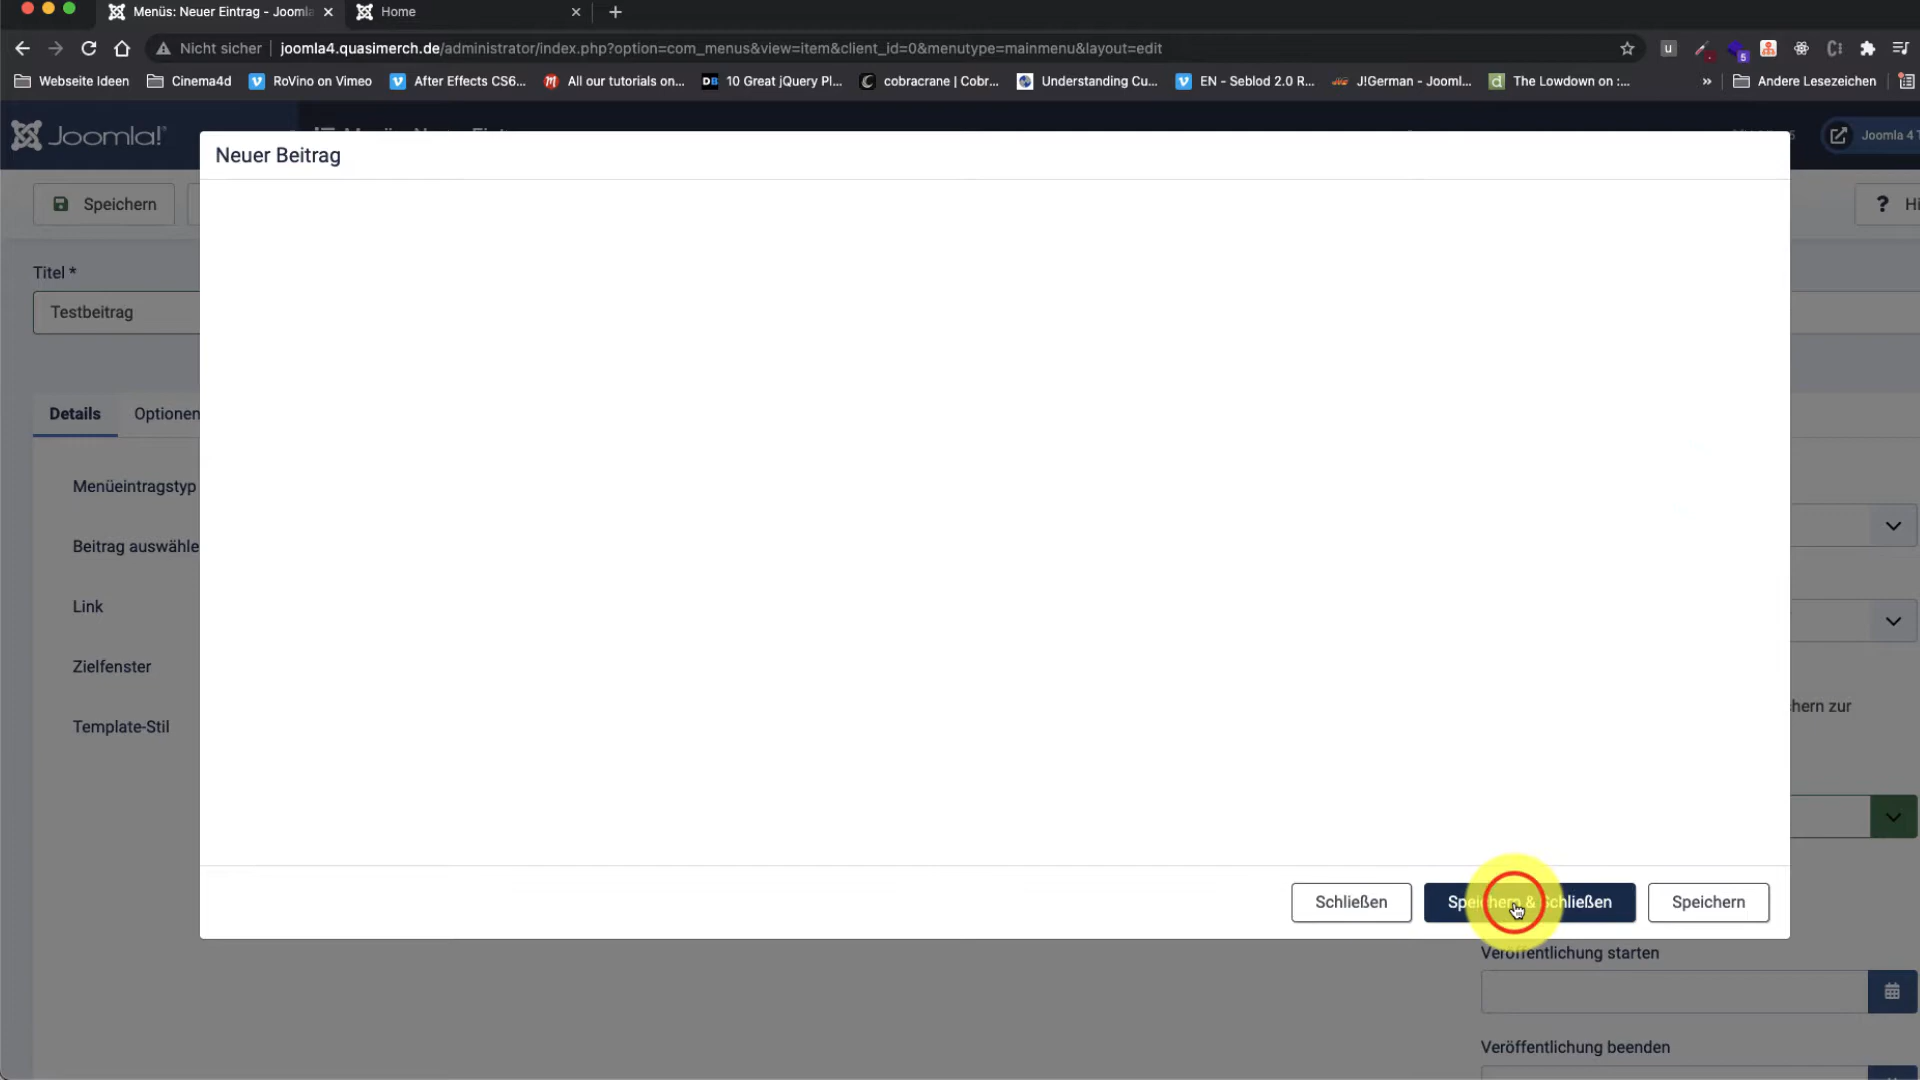 Menüs: Neuer Eintrag - Joomla
Home
Nicht sicher
joomla4.quasimerch.de/administrator/index.php?option=com_menus&view=item&client_id=0&menutype=mainmenu&layout=edit
u
5
Webseite Ideen
Cinema4d
RoVino on Vimeo
After Effects CS6...
All our tutorials on...
10 Great jQuery Pl...
cobracrane | Cobr...
Understanding Cu...
EN - Seblod 2.0 R...
J!German - Jooml...
The Lowdown on :...
»
Andere Lesezeichen
Joomla!
Joomla 4 T
Neuer Beitrag
Speichern
? Hi
Titel *
Testbeitrag
Details
Optionen
Menüeintragstyp
Beitrag auswähle
Link
Zielfenster
Template-Stil
hern zur
Schließen
Speichern & Schließen
Speichern
Veröffentlichung starten
Veröffentlichung beenden